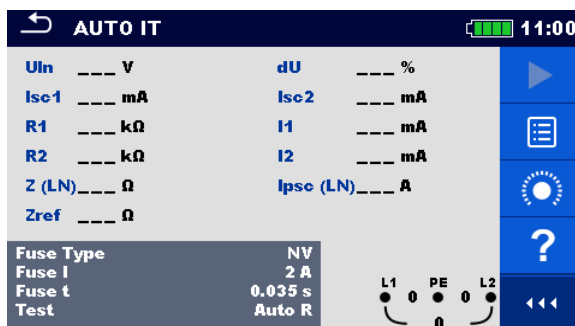 AUTO IT 11:00
Uln ___ V dU ___ %
Isc1 ___ mA Isc2 ___ mA
R1 ___ kΩ I1 ___ mA
R2 ___ kΩ I2 ___ mA
Z (LN)___ Ω Ipsc (LN)___ A
Zref ___ Ω
Fuse Type NV
Fuse I 2 A
Fuse t 0.035 s
Test Auto R
L1 PE L2
0 0
0
?